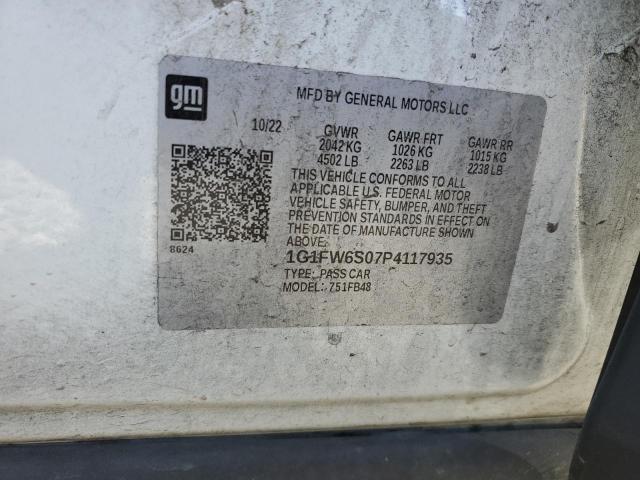 gm
MFD BY GENERAL MOTORS LLC
10/22 GVWR GAWR FRT GAWR RR
2042 KG 1026 KG 1015 KG
4502 LB 2263 LB 2238 LB
THIS VEHICLE CONFORMS TO ALL
APPLICABLE U.S. FEDERAL MOTOR
VEHICLE SAFETY, BUMPER, AND THEFT
PREVENTION STANDARDS IN EFFECT ON
THE DATE OF MANUFACTURE SHOWN
ABOVE.
8624
1G1FW6S07P4117935
TYPE: PASS CAR
MODEL: 751FB48